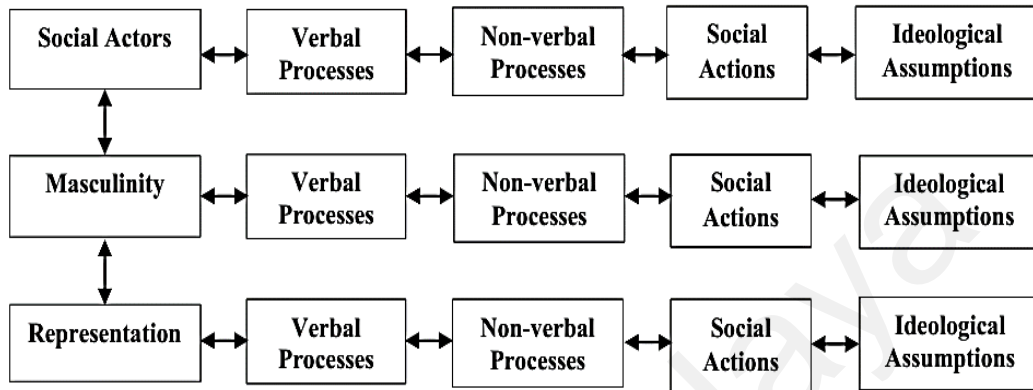 Social Actors
Verbal
Processes
Non-verbal
Processes
Social
Actions
Ideological
Assumptions
Masculinity
Verbal
Processes
Non-verbal
Processes
Social
Actions
Ideological
Assumptions
Representation
Verbal
Processes
Non-verbal
Processes
Social
Actions
Ideological
Assumptions
laya